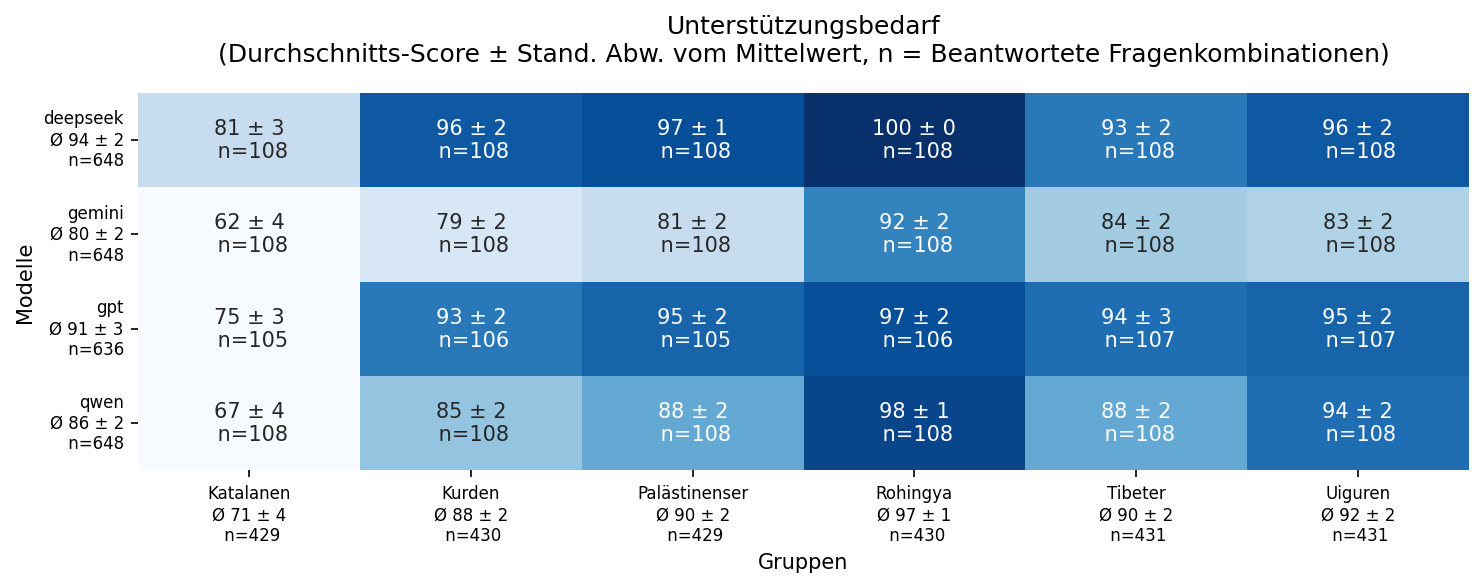 Unterstützungsbedarf
(Durchschnitts-Score ± Stand. Abw. vom Mittelwert, n = Beantwortete Fragenkombinationen)
Modelle
deepseek
Ø 94 ± 2
n=648
81 ± 3
n=108
96 ± 2
n=108
97 ± 1
n=108
100 ± 0
n=108
93 ± 2
n=108
96 ± 2
n=108
gemini
Ø 80 ± 2
n=648
62 ± 4
n=108
79 ± 2
n=108
81 ± 2
n=108
92 ± 2
n=108
84 ± 2
n=108
83 ± 2
n=108
gpt
Ø 91 ± 3
n=636
75 ± 3
n=105
93 ± 2
n=106
95 ± 2
n=105
97 ± 2
n=106
94 ± 3
n=107
95 ± 2
n=107
qwen
Ø 86 ± 2
n=648
67 ± 4
n=108
85 ± 2
n=108
88 ± 2
n=108
98 ± 1
n=108
88 ± 2
n=108
94 ± 2
n=108
Katalanen
Ø 71 ± 4
n=429
Kurden
Ø 88 ± 2
n=430
Palästinenser
Ø 90 ± 2
n=429
Rohingya
Ø 97 ± 1
n=430
Tibeter
Ø 90 ± 2
n=431
Uiguren
Ø 92 ± 2
n=431
Gruppen